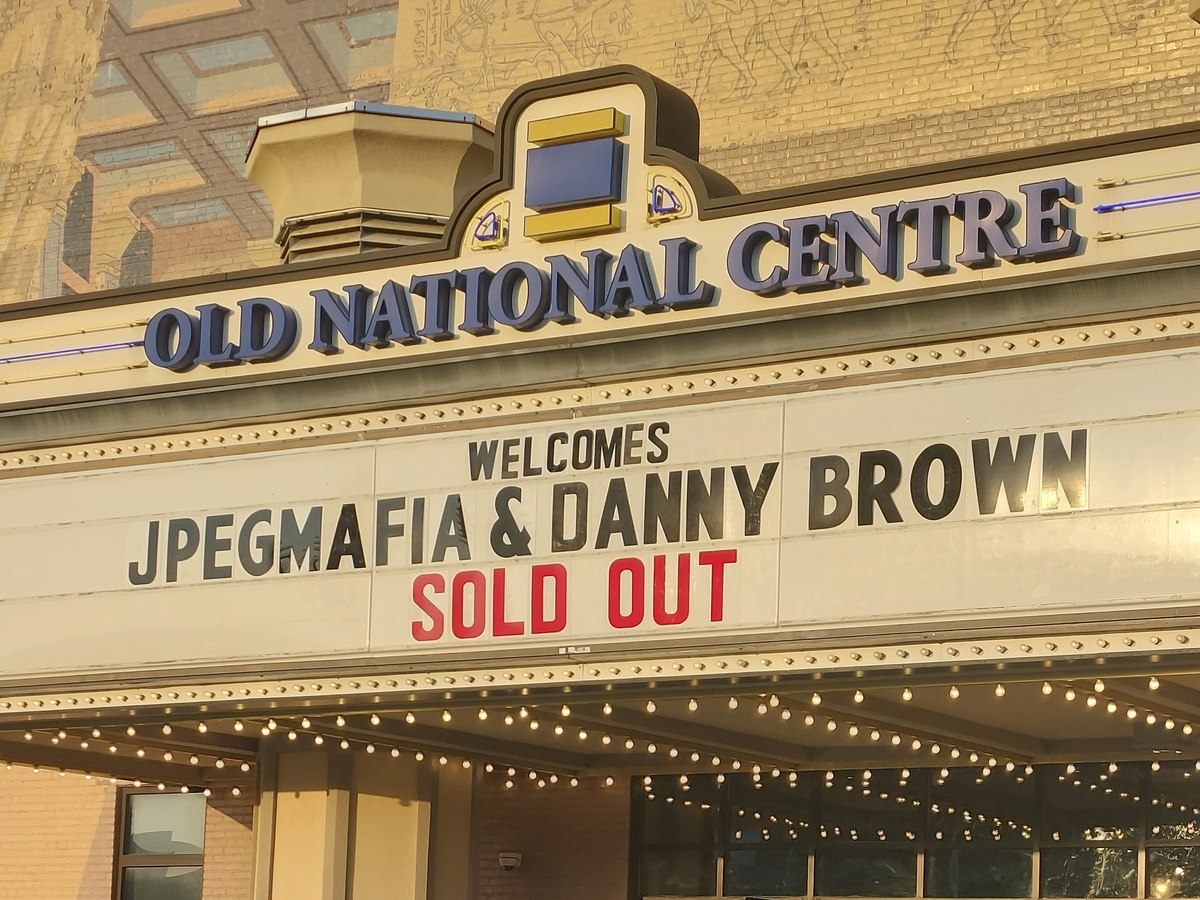 OLD NATIONAL CENTRE
WELCOMES
JPEGMAFIA & DANNY BROWN
SOLD OUT